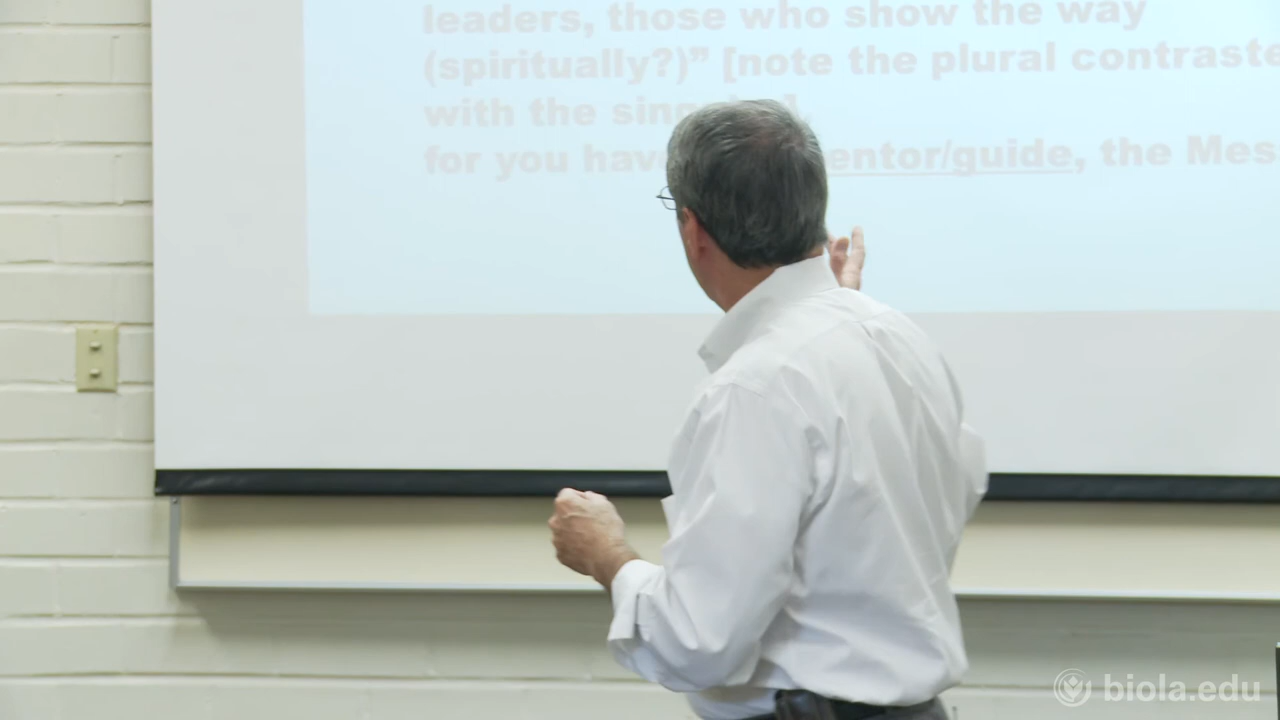 leaders, those who show the way
(spiritually?)” [note the plural contraste
with the sin
for you hav entor/guide, the Mes
biola.edu